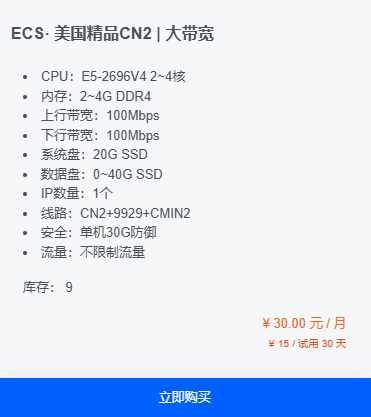 ECS· 美国精品CN2 | 大带宽
• CPU：E5-2696V4 2~4核
• 内存：2~4G DDR4
• 上行带宽：100Mbps
• 下行带宽：100Mbps
• 系统盘：20G SSD
• 数据盘：0~40G SSD
• IP数量：1个
• 线路：CN2+9929+CMIN2
• 安全：单机30G防御
• 流量：不限制流量
库存： 9
¥ 30.00 元 / 月
¥ 15 / 试用 30 天
立即购买